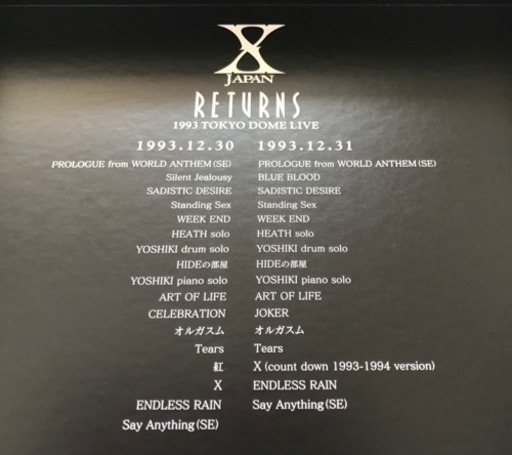 X
JAPAN
RETURNS
1993 TOKYO DOME LIVE
1993.12.30 1993.12.31
PROLOGUE from WORLD ANTHEM(SE) PROLOGUE from WORLD ANTHEM(SE)
Silent Jealousy BLUE BLOOD
SADISTIC DESIRE SADISTIC DESIRE
Standing Sex Standing Sex
WEEK END WEEK END
HEATH solo HEATH solo
YOSHIKI drum solo YOSHIKI drum solo
HIDEの部屋 HIDEの部屋
YOSHIKI piano solo YOSHIKI piano solo
ART OF LIFE ART OF LIFE
CELEBRATION JOKER
オルガスム オルガスム
Tears Tears
紅 X (count down 1993-1994 version)
X ENDLESS RAIN
ENDLESS RAIN Say Anything(SE)
Say Anything(SE)